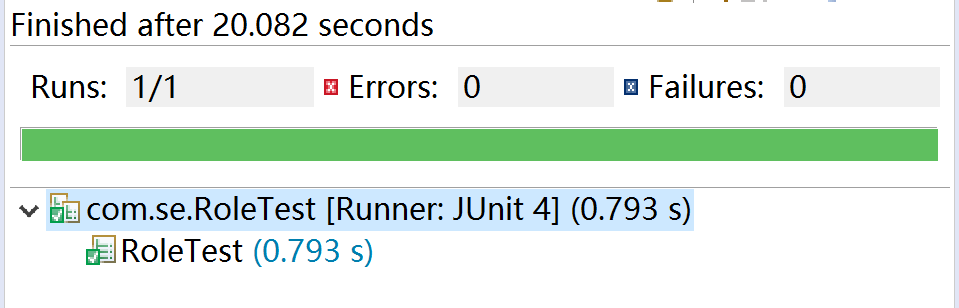 Finished after 20.082 seconds
Runs: 1/1 Errors: 0 Failures: 0
com.se.RoleTest [Runner: JUnit 4] (0.793 s)
RoleTest (0.793 s)